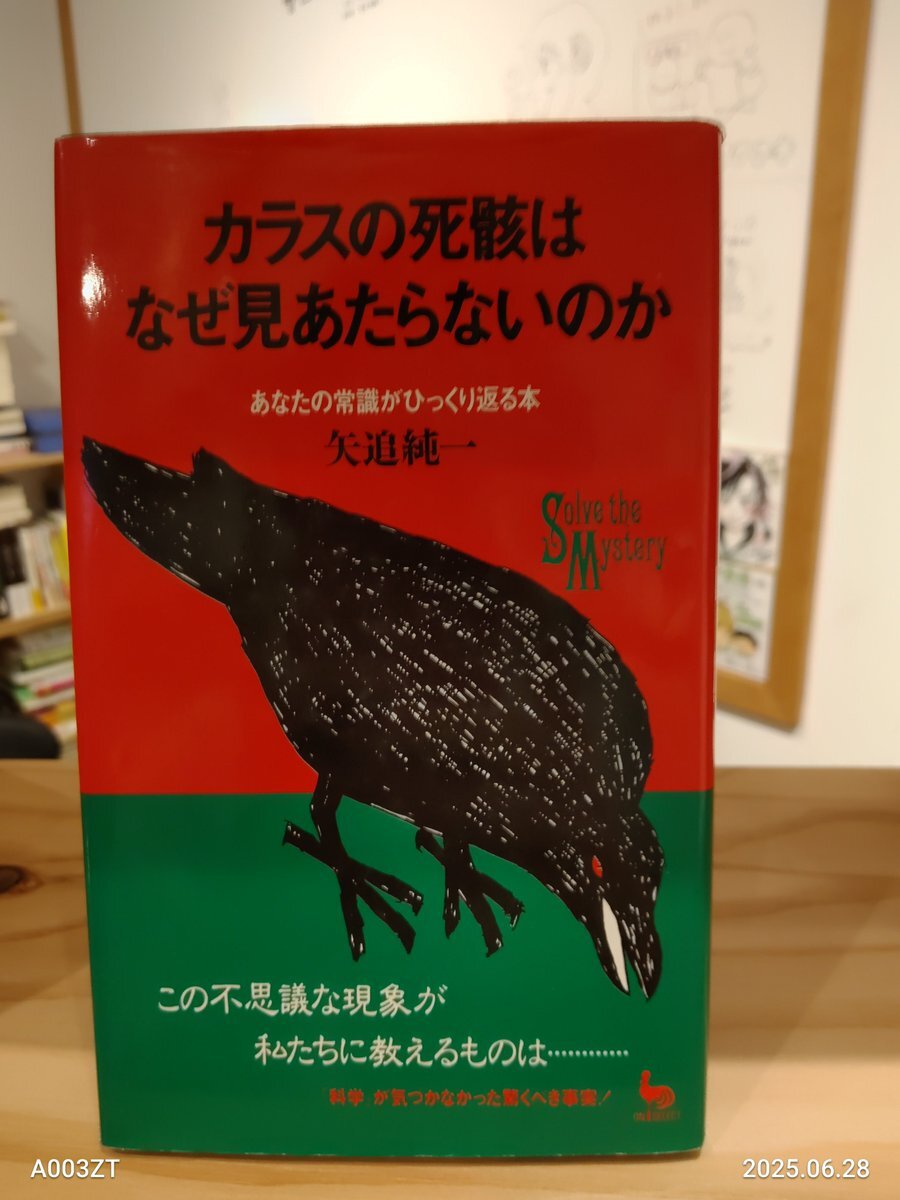 カラスの死骸は
なぜ見あたらないのか
あなたの常識がひっくり返る本
矢追純一
Solve the
Mystery
この不思議な現象が
私たちに教えるものは…………
「科学」が気づかなかった驚くべき事実!
A003ZT
2025.06.28